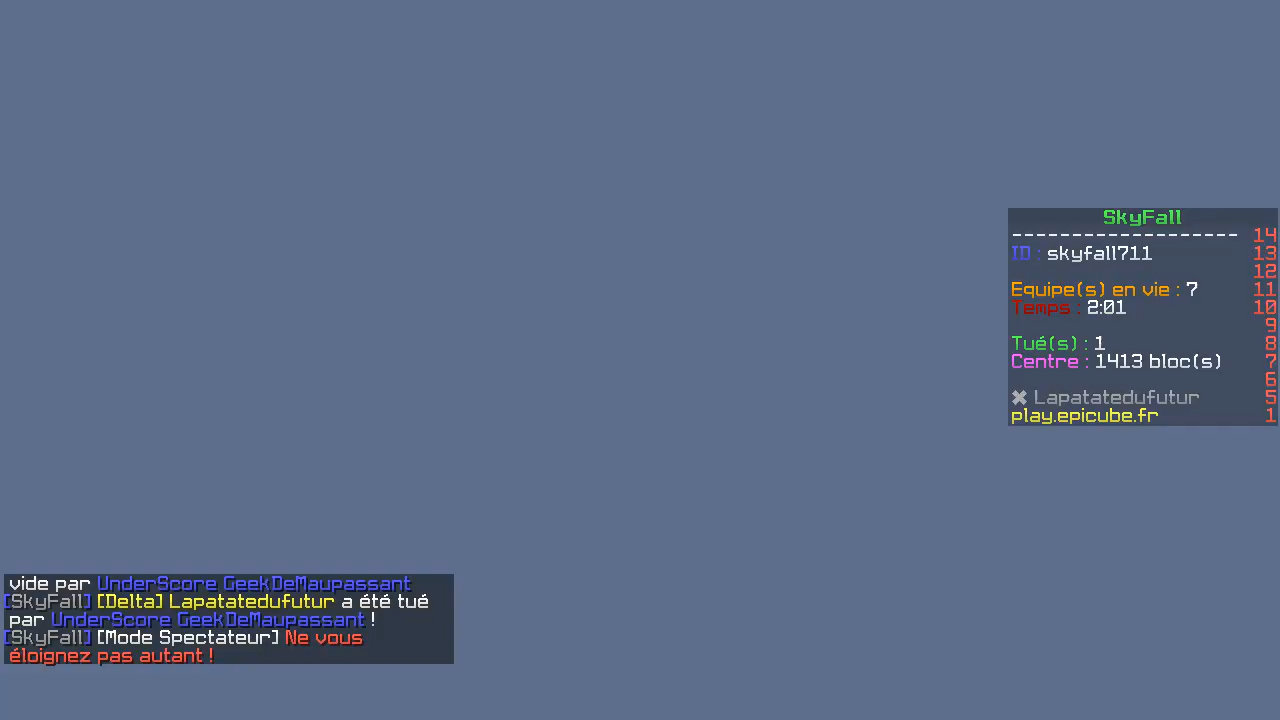 SkyFall
------------------- 14
ID : skyfall711 13
12
Equipe(s) en vie : 7 11
Temps : 2:01 10
9
Tué(s) : 1 8
Centre : 1413 bloc(s) 7
6
✖ Lapatatedufutur 5
play.epicube.fr 1
vide par UnderScore GeekDeMaupassant
[SkyFall] [Delta] Lapatatedufutur a été tué
par UnderScore GeekDeMaupassant !
[SkyFall] [Mode Spectateur] Ne vous
éloignez pas autant !